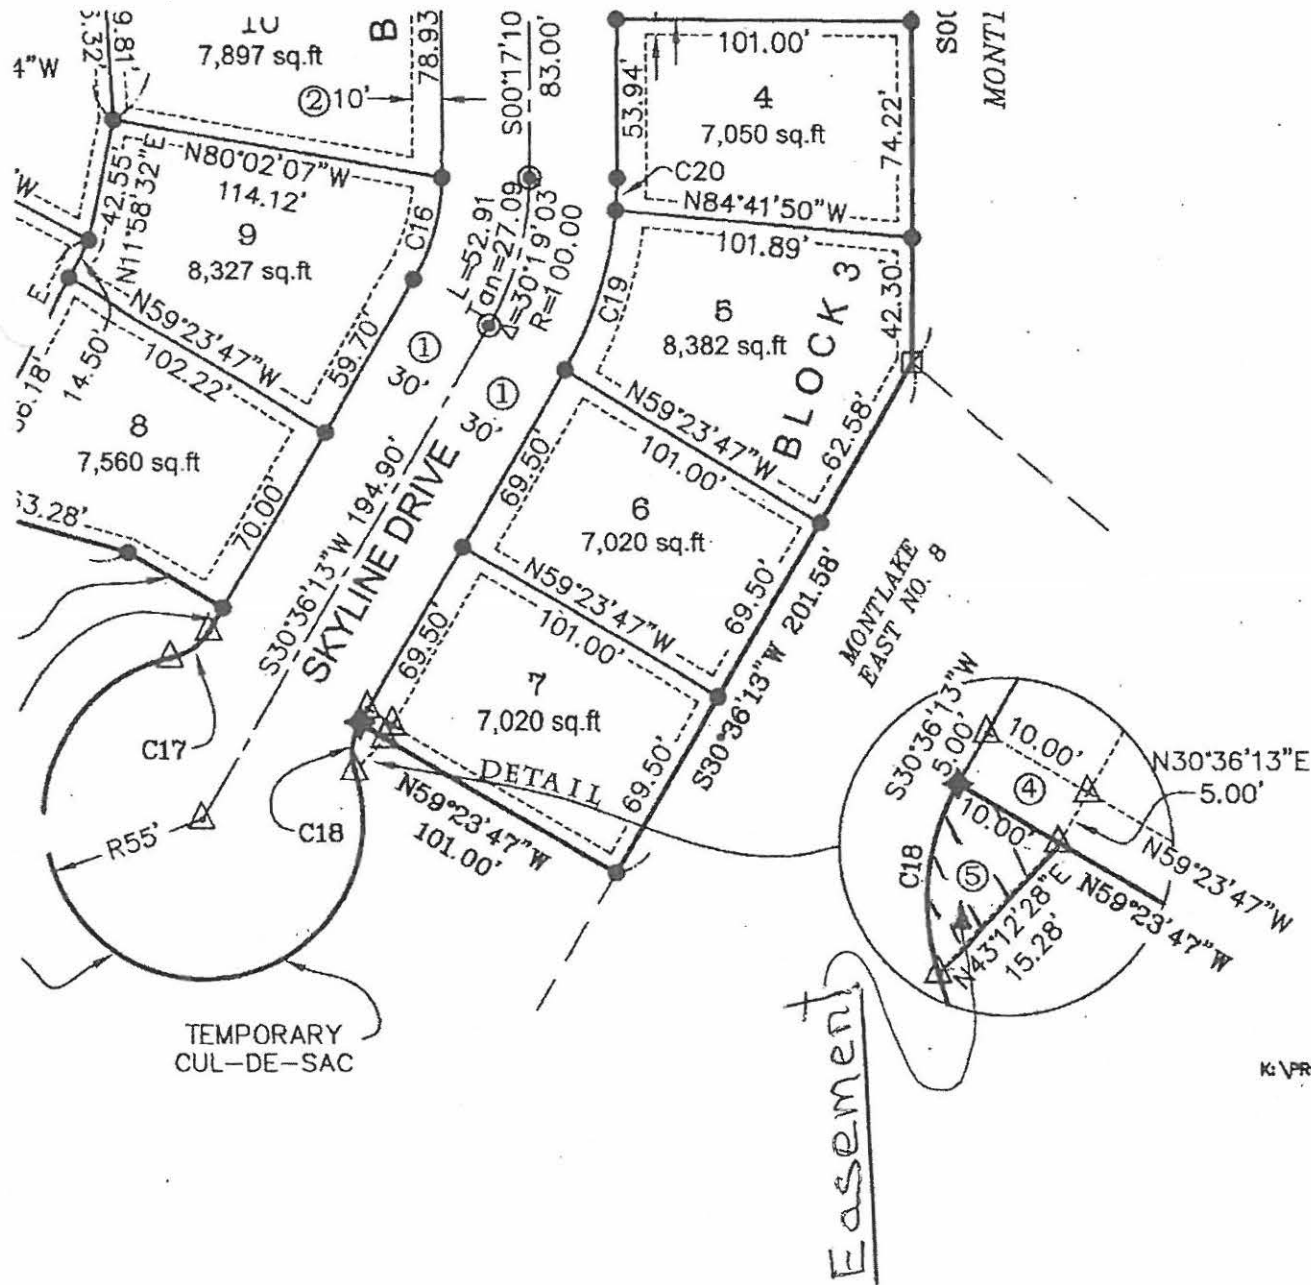 10
7,897 sq.ft
B
78.93
② 10'
9.81'
3.32'
4"W
S00°17'10
83.00'
101.00'
53.94'
4
7,050 sq.ft
74.22'
C20
N84°41'50"W
101.89'
MONTL
N80°02'07"W
114.12'
42.55'
N11°58'32"E
9
8,327 sq.ft
C16
L=52.91
Tan=27.09
Δ=30°19'03
R=100.00
C19
5
8,382 sq.ft
42.30'
BLOCK 3
'W
E
N59°23'47"W
102.22'
14.50'
59.70'
① 30'
① 30'
8
7,560 sq.ft
70.00'
S30°36'13"W 194.90'
SKYLINE DRIVE
69.50'
N59°23'47"W
101.00'
62.58'
6
7,020 sq.ft
69.50'
N59°23'47"W
101.00'
69.50'
7
7,020 sq.ft
69.50'
S30°36'13"W 201.58'
MONTLAKE
EAST NO. 8
C17
C18
R55'
DETAIL
N59°23'47"W
101.00'
TEMPORARY
CUL-DE-SAC
S30°36'13"W
5.00'
10.00'
N30°36'13"E
5.00'
④
10.00'
C18
⑤
N43°12'28"E
15.28'
N59°23'47"W
N59°23'47"W
Easement
K:\PR